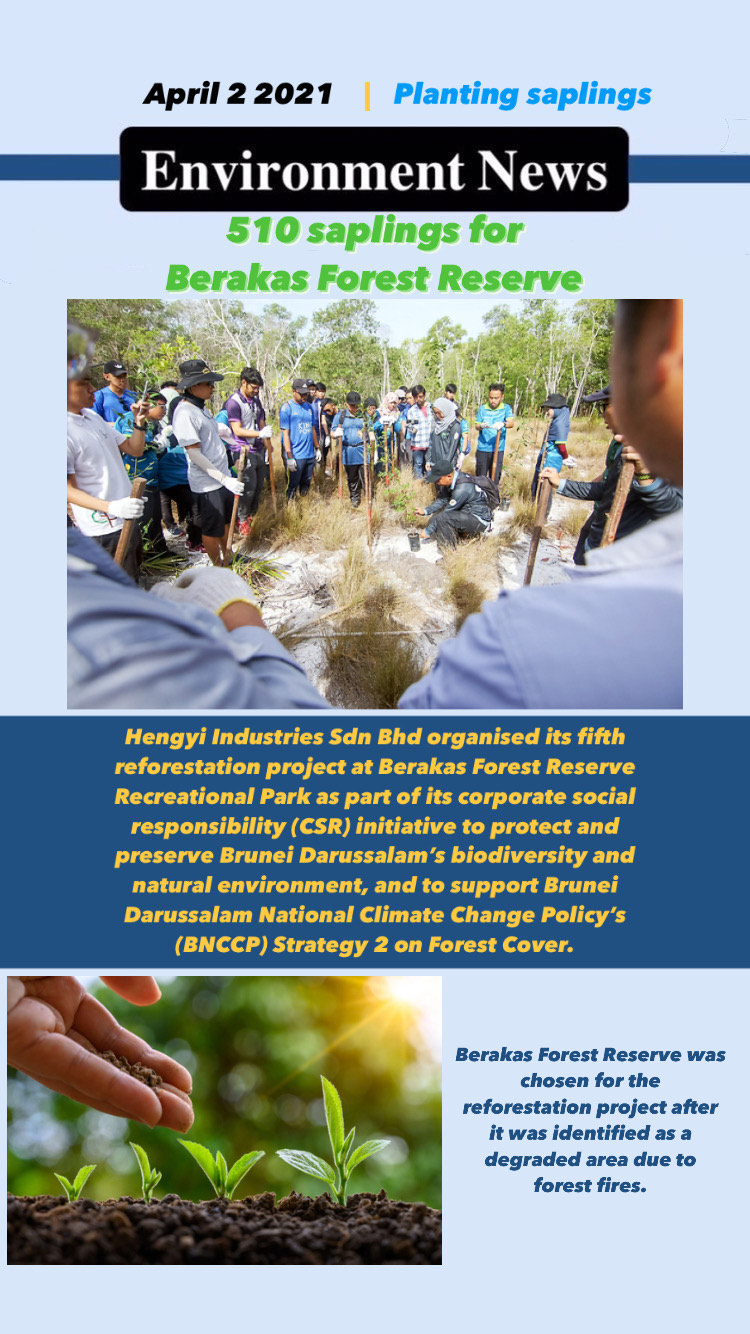 April 2 2021 | Planting saplings
Environment News
510 saplings for
Berakas Forest Reserve
Hengyi Industries Sdn Bhd organised its fifth
reforestation project at Berakas Forest Reserve
Recreational Park as part of its corporate social
responsibility (CSR) initiative to protect and
preserve Brunei Darussalam’s biodiversity and
natural environment, and to support Brunei
Darussalam National Climate Change Policy’s
(BNCCP) Strategy 2 on Forest Cover.
Berakas Forest Reserve was
chosen for the
reforestation project after
it was identified as a
degraded area due to
forest fires.